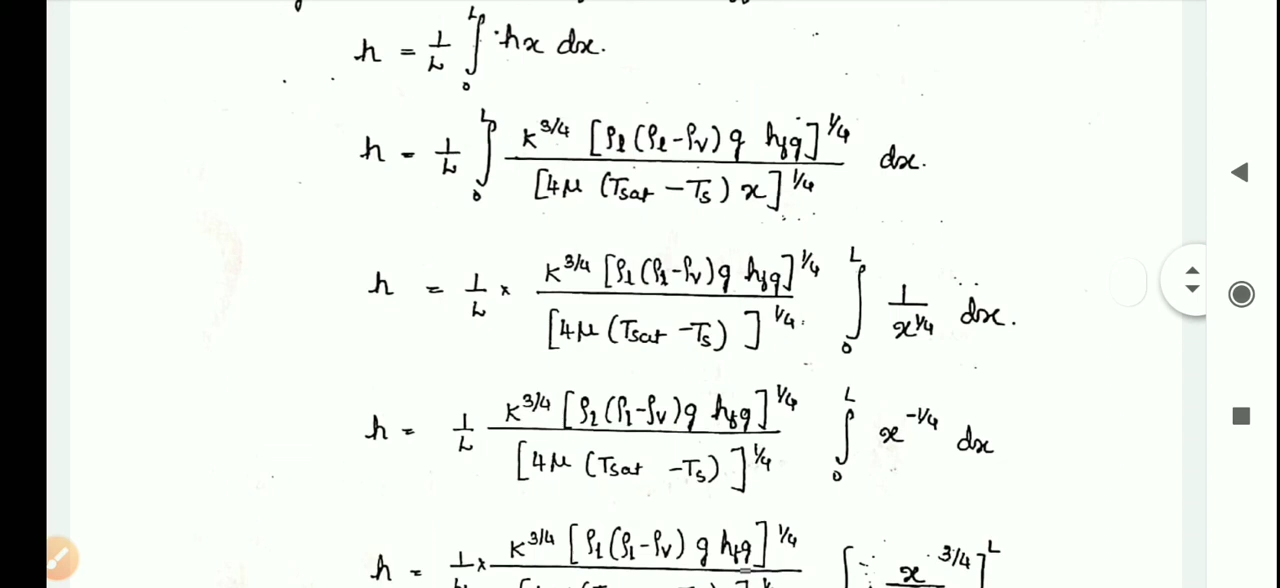 h = 1/L ∫₀ᴸ hx dx.
h = 1/L ∫₀ᴸ K^3/4 [ρl (ρl-ρv) g hfg]^1/4 / [4μ (Tsat - Ts) x]^1/4 dx.
h = 1/L × K^3/4 [ρl (ρl-ρv) g hfg]^1/4 / [4μ (Tsat - Ts)]^1/4 ∫₀ᴸ 1/x^1/4 dx.
h = 1/L K^3/4 [ρl (ρl-ρv) g hfg]^1/4 / [4μ (Tsat - Ts)]^1/4 ∫₀ᴸ x^-1/4 dx
h = 1/L × K^3/4 [ρl (ρl-ρv) g hfg]^1/4 [x^3/4]^L